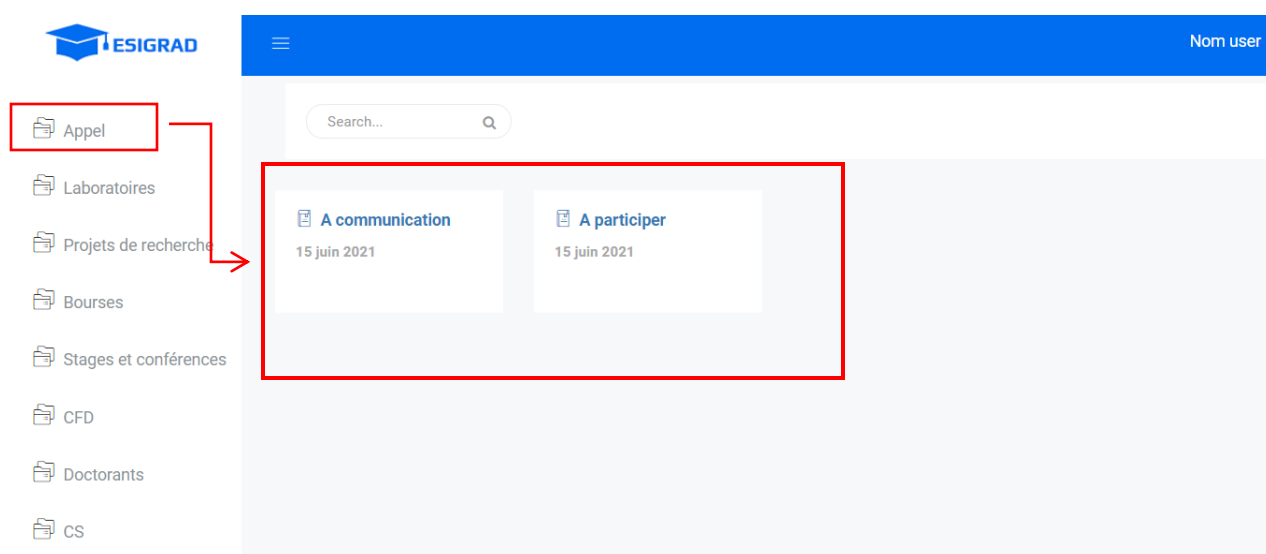 ESIGRAD
Nom user
Appel
Laboratoires
Projets de recherche
Bourses
Stages et conférences
CFD
Doctorants
CS
Search...
A communication
15 juin 2021
A participer
15 juin 2021